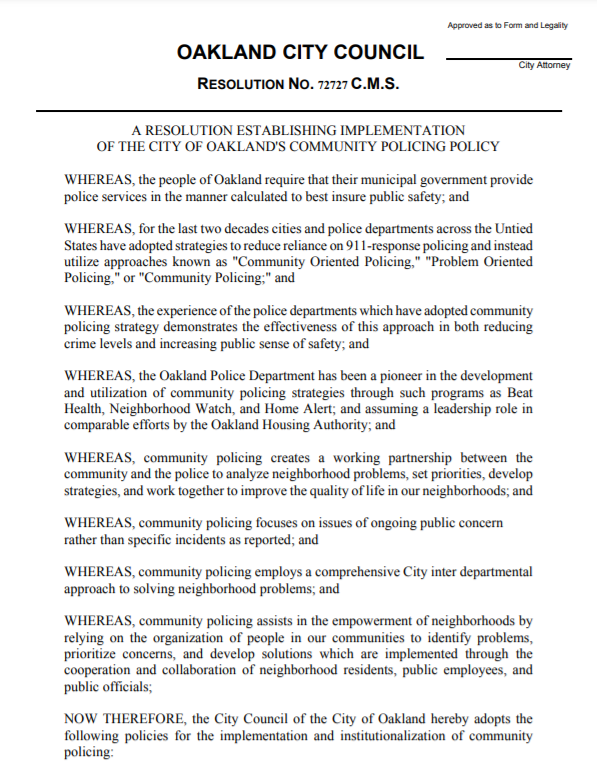 Approved as to Form and Legality
OAKLAND CITY COUNCIL
City Attorney
RESOLUTION NO. 72727 C.M.S.
A RESOLUTION ESTABLISHING IMPLEMENTATION
OF THE CITY OF OAKLAND'S COMMUNITY POLICING POLICY
WHEREAS, the people of Oakland require that their municipal government provide
police services in the manner calculated to best insure public safety; and
WHEREAS, for the last two decades cities and police departments across the Untied
States have adopted strategies to reduce reliance on 911-response policing and instead
utilize approaches known as "Community Oriented Policing," "Problem Oriented
Policing," or "Community Policing;" and
WHEREAS, the experience of the police departments which have adopted community
policing strategy demonstrates the effectiveness of this approach in both reducing
crime levels and increasing public sense of safety; and
WHEREAS, the Oakland Police Department has been a pioneer in the development
and utilization of community policing strategies through such programs as Beat
Health, Neighborhood Watch, and Home Alert; and assuming a leadership role in
comparable efforts by the Oakland Housing Authority; and
WHEREAS, community policing creates a working partnership between the
community and the police to analyze neighborhood problems, set priorities, develop
strategies, and work together to improve the quality of life in our neighborhoods; and
WHEREAS, community policing focuses on issues of ongoing public concern
rather than specific incidents as reported; and
WHEREAS, community policing employs a comprehensive City inter departmental
approach to solving neighborhood problems; and
WHEREAS, community policing assists in the empowerment of neighborhoods by
relying on the organization of people in our communities to identify problems,
prioritize concerns, and develop solutions which are implemented through the
cooperation and collaboration of neighborhood residents, public employees, and
public officials;
NOW THEREFORE, the City Council of the City of Oakland hereby adopts the
following policies for the implementation and institutionalization of community
policing: